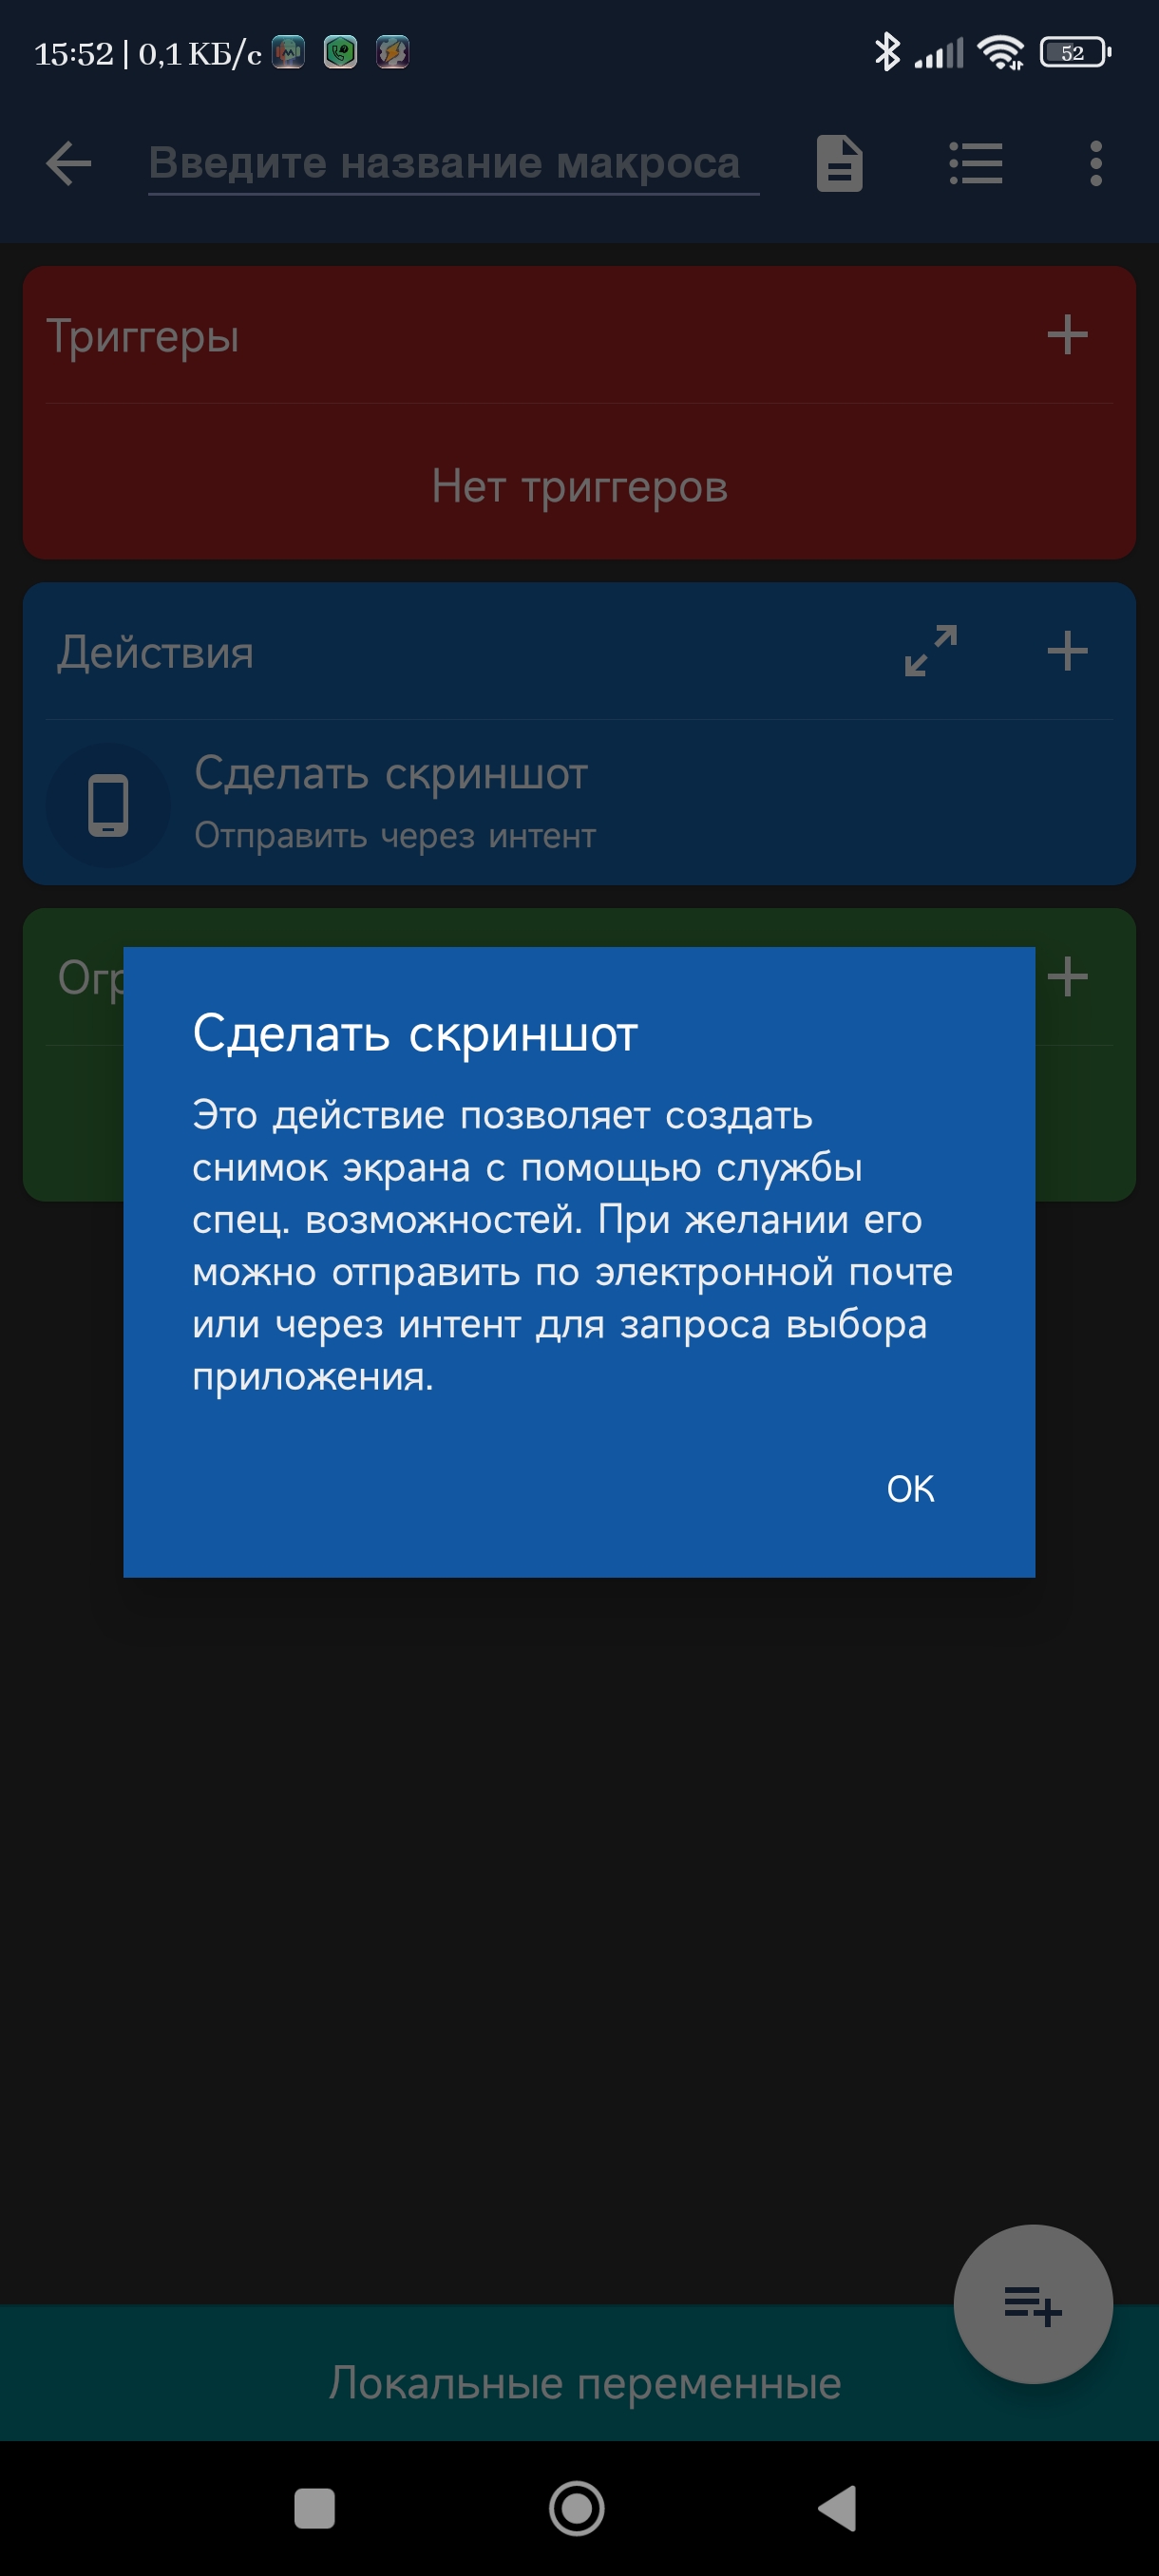 15:52 | 0,1 КБ/с
52
Введите название макроса
Триггеры
Нет триггеров
Действия
Сделать скриншот
Отправить через интент
Огр
Сделать скриншот
Это действие позволяет создать
снимок экрана с помощью службы
спец. возможностей. При желании его
можно отправить по электронной почте
или через интент для запроса выбора
приложения.
ОК
Локальные переменные